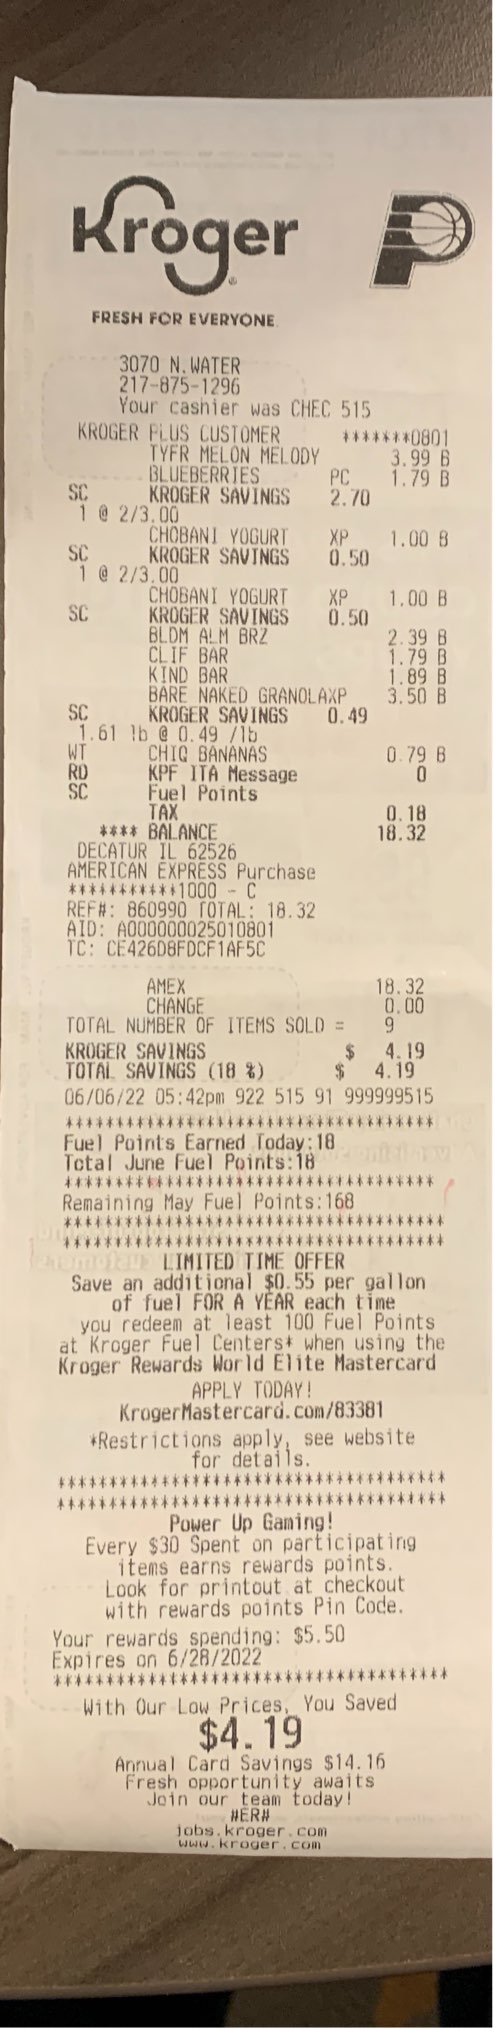 Kroger
FRESH FOR EVERYONE
3070 N.WATER
217-875-1296
Your cashier was CHEC 515
KROGER PLUS CUSTOMER *******0801
TYFR MELON MELODY 3.99 B
BLUEBERRIES PC 1.79 B
SC KROGER SAVINGS 2.70
1 @ 2/3.00
CHOBANI YOGURT XP 1.00 B
SC KROGER SAVINGS 0.50
1 @ 2/3.00
CHOBANI YOGURT XP 1.00 B
SC KROGER SAVINGS 0.50
BLDM ALM BRZ 2.39 B
CLIF BAR 1.79 B
KIND BAR 1.89 B
BARE NAKED GRANOLAXP 3.50 B
SC KROGER SAVINGS 0.49
1.61 lb @ 0.49 /lb
WT CHIQ BANANAS 0.79 B
RD KPF ITA Message 0
SC Fuel Points
TAX 0.18
**** BALANCE 18.32
DECATUR IL 62526
AMERICAN EXPRESS Purchase
***********1000 - C
REF#: 860990 TOTAL: 18.32
AID: A000000025010801
TC: CE426D8FDCF1AF5C
AMEX 18.32
CHANGE 0.00
TOTAL NUMBER OF ITEMS SOLD = 9
KROGER SAVINGS $ 4.19
TOTAL SAVINGS (18 %) $ 4.19
06/06/22 05:42pm 922 515 91 999999515
************************************
Fuel Points Earned Today:18
Total June Fuel Points:18
************************************
Remaining May Fuel Points:168
*************************************
*************************************
LIMITED TIME OFFER
Save an additional $0.55 per gallon
of fuel FOR A YEAR each time
you redeem at least 100 Fuel Points
at Kroger Fuel Centers* when using the
Kroger Rewards World Elite Mastercard
APPLY TODAY!
KrogerMastercard.com/83381
*Restrictions apply, see website
for details.
*************************************
*************************************
Power Up Gaming!
Every $30 Spent on participating
items earns rewards points.
Look for printout at checkout
with rewards points Pin Code.
Your rewards spending: $5.50
Expires on 6/28/2022
*************************************
With Our Low Prices, You Saved
$4.19
Annual Card Savings $14.16
Fresh opportunity awaits
Join our team today!
#ER#
jobs.kroger.com
www.kroger.com